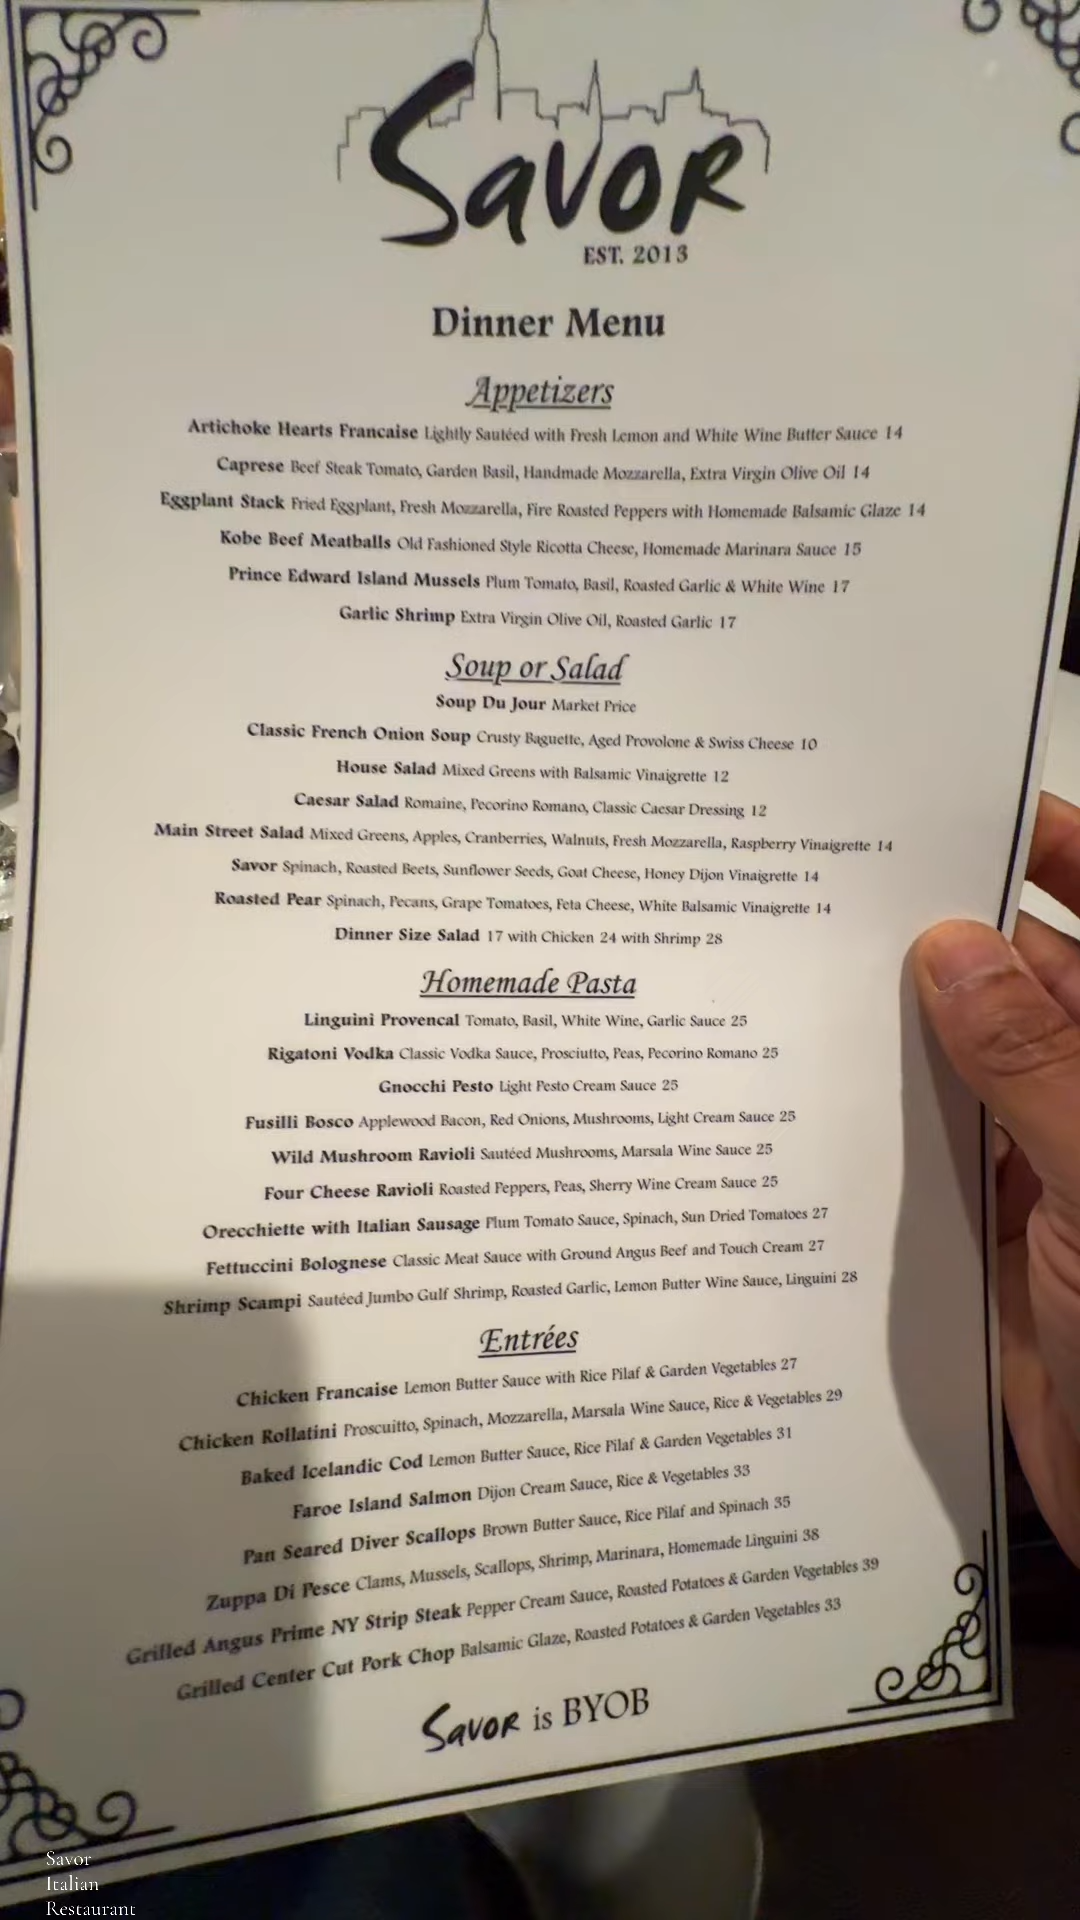 Savor
EST. 2013
Dinner Menu
Appetizers
Artichoke Hearts Francaise Lightly Sautéed with Fresh Lemon and White Wine Butter Sauce 14
Caprese Beef Steak Tomato, Garden Basil, Handmade Mozzarella, Extra Virgin Olive Oil 14
Eggplant Stack Fried Eggplant, Fresh Mozzarella, Fire Roasted Peppers with Homemade Balsamic Glaze 14
Kobe Beef Meatballs Old Fashioned Style Ricotta Cheese, Homemade Marinara Sauce 15
Prince Edward Island Mussels Plum Tomato, Basil, Roasted Garlic & White Wine 17
Garlic Shrimp Extra Virgin Olive Oil, Roasted Garlic 17
Soup or Salad
Soup Du Jour Market Price
Classic French Onion Soup Crusty Baguette, Aged Provolone & Swiss Cheese 10
House Salad Mixed Greens with Balsamic Vinaigrette 12
Caesar Salad Romaine, Pecorino Romano, Classic Caesar Dressing 12
Main Street Salad Mixed Greens, Apples, Cranberries, Walnuts, Fresh Mozzarella, Raspberry Vinaigrette 14
Savor Spinach, Roasted Beets, Sunflower Seeds, Goat Cheese, Honey Dijon Vinaigrette 14
Roasted Pear Spinach, Pecans, Grape Tomatoes, Feta Cheese, White Balsamic Vinaigrette 14
Dinner Size Salad 17 with Chicken 24 with Shrimp 28
Homemade Pasta
Linguini Provencal Tomato, Basil, White Wine, Garlic Sauce 25
Rigatoni Vodka Classic Vodka Sauce, Prosciutto, Peas, Pecorino Romano 25
Gnocchi Pesto Light Pesto Cream Sauce 25
Fusilli Bosco Applewood Bacon, Red Onions, Mushrooms, Light Cream Sauce 25
Wild Mushroom Ravioli Sautéed Mushrooms, Marsala Wine Sauce 25
Four Cheese Ravioli Roasted Peppers, Peas, Sherry Wine Cream Sauce 25
Orecchiette with Italian Sausage Plum Tomato Sauce, Spinach, Sun Dried Tomatoes 27
Fettuccini Bolognese Classic Meat Sauce with Ground Angus Beef and Touch Cream 27
Shrimp Scampi Sautéed Jumbo Gulf Shrimp, Roasted Garlic, Lemon Butter Wine Sauce, Linguini 28
Entrées
Chicken Francaise Lemon Butter Sauce with Rice Pilaf & Garden Vegetables 27
Chicken Rollatini Proscuitto, Spinach, Mozzarella, Marsala Wine Sauce, Rice & Vegetables 29
Baked Icelandic Cod Lemon Butter Sauce, Rice Pilaf & Garden Vegetables 31
Faroe Island Salmon Dijon Cream Sauce, Rice & Vegetables 33
Pan Seared Diver Scallops Brown Butter Sauce, Rice Pilaf and Spinach 35
Zuppa Di Pesce Clams, Mussels, Scallops, Shrimp, Marinara, Homemade Linguini 38
Grilled Angus Prime NY Strip Steak Pepper Cream Sauce, Roasted Potatoes & Garden Vegetables 39
Grilled Center Cut Pork Chop Balsamic Glaze, Roasted Potatoes & Garden Vegetables 33
Savor is BYOB
Savor
Italian
Restaurant